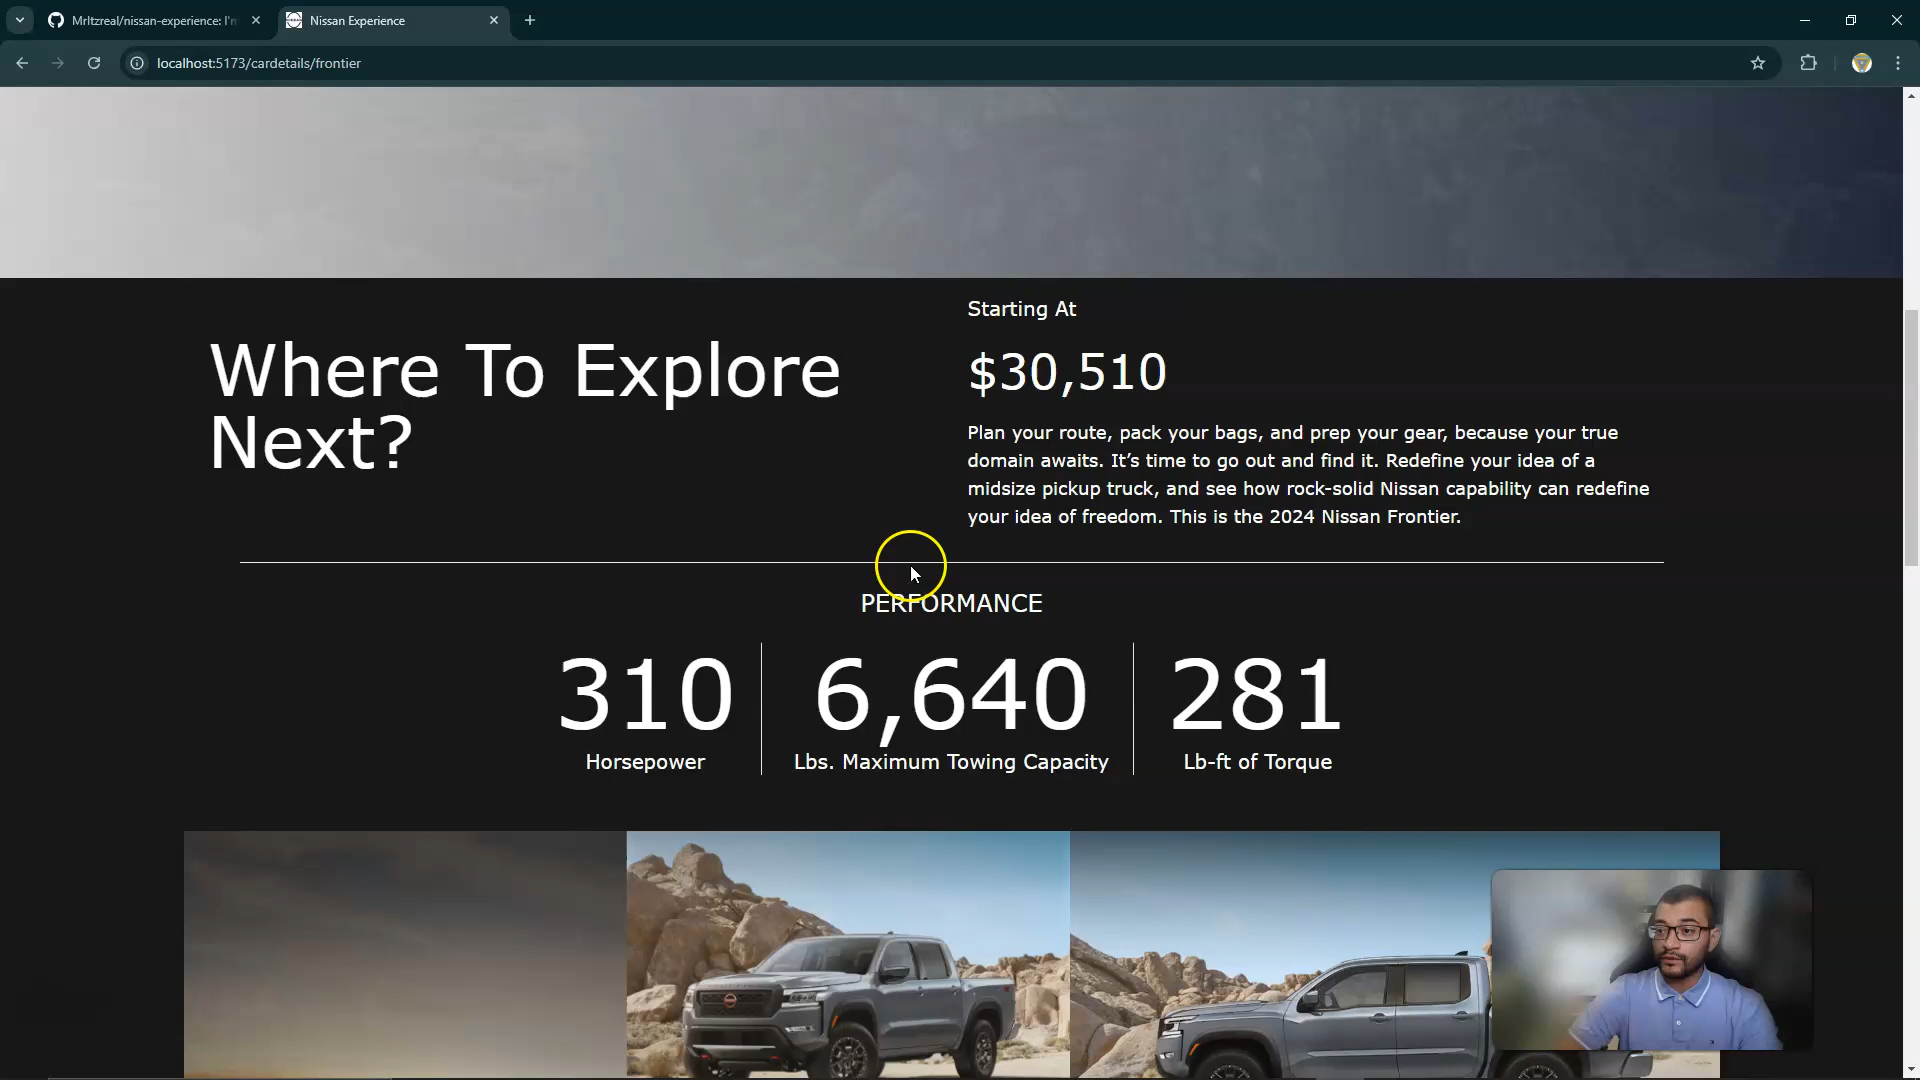 MrItzreal/nissan-experience: I'm
Nissan Experience
localhost:5173/cardetails/frontier
Where To Explore
Next?
Starting At
$30,510
Plan your route, pack your bags, and prep your gear, because your true
domain awaits. It’s time to go out and find it. Redefine your idea of a
midsize pickup truck, and see how rock-solid Nissan capability can redefine
your idea of freedom. This is the 2024 Nissan Frontier.
PERFORMANCE
310
Horsepower
6,640
Lbs. Maximum Towing Capacity
281
Lb-ft of Torque